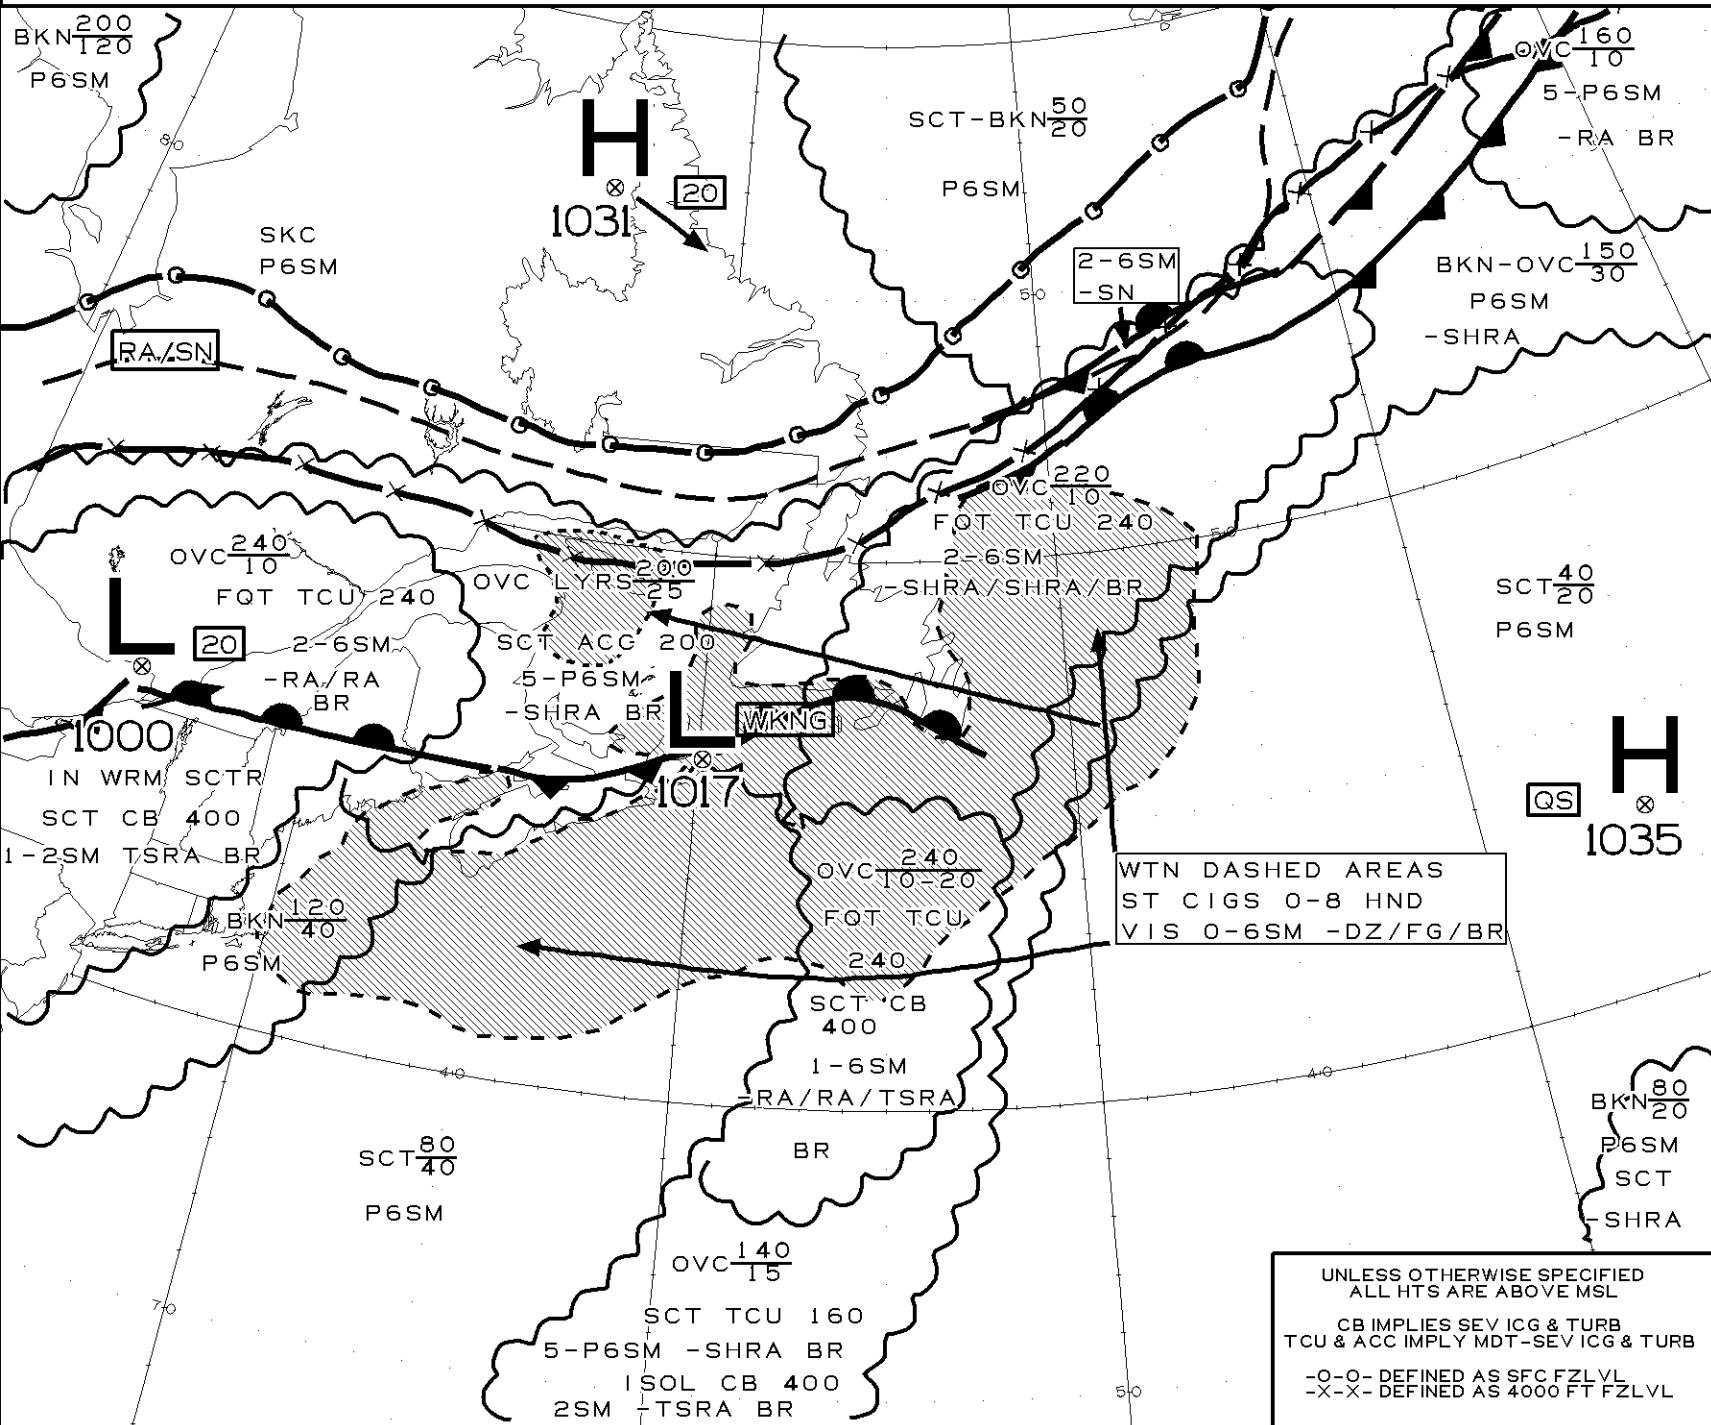 BKN 200
120
P6SM
80
H
1031
20
SKC
P6SM
RA/SN
SCT-BKN 50
20
P6SM
OVC 160
10
5-P6SM
-RA BR
2-6SM
-SN
50
BKN-OVC 150
30
P6SM
-SHRA
OVC 240
10
FQT TCU 240
2-6SM
-RA/RA
BR
L
20
1000
IN WRM SCTR
SCT CB 400
1-2SM TSRA BR
OVC LYRS 200
25
SCT ACC 200
5-P6SM
-SHRA BR
L
WKNG
1017
OVC 220
10
FQT TCU 240
2-6SM
-SHRA/SHRA/BR
50
SCT 40
20
P6SM
H
QS
1035
BKN 120
40
P6SM
OVC 240
10-20
FQT TCU
240
SCT CB
400
1-6SM
-RA/RA/TSRA
BR
WTN DASHED AREAS
ST CIGS 0-8 HND
VIS 0-6SM -DZ/FG/BR
40
40
SCT 80
40
P6SM
BKN 80
20
P6SM
SCT
-SHRA
70
OVC 140
15
SCT TCU 160
5-P6SM -SHRA BR
ISOL CB 400
2SM -TSRA BR
50
UNLESS OTHERWISE SPECIFIED
ALL HTS ARE ABOVE MSL
CB IMPLIES SEV ICG & TURB
TCU & ACC IMPLY MDT-SEV ICG & TURB
-O-O- DEFINED AS SFC FZLVL
-X-X- DEFINED AS 4000 FT FZLVL